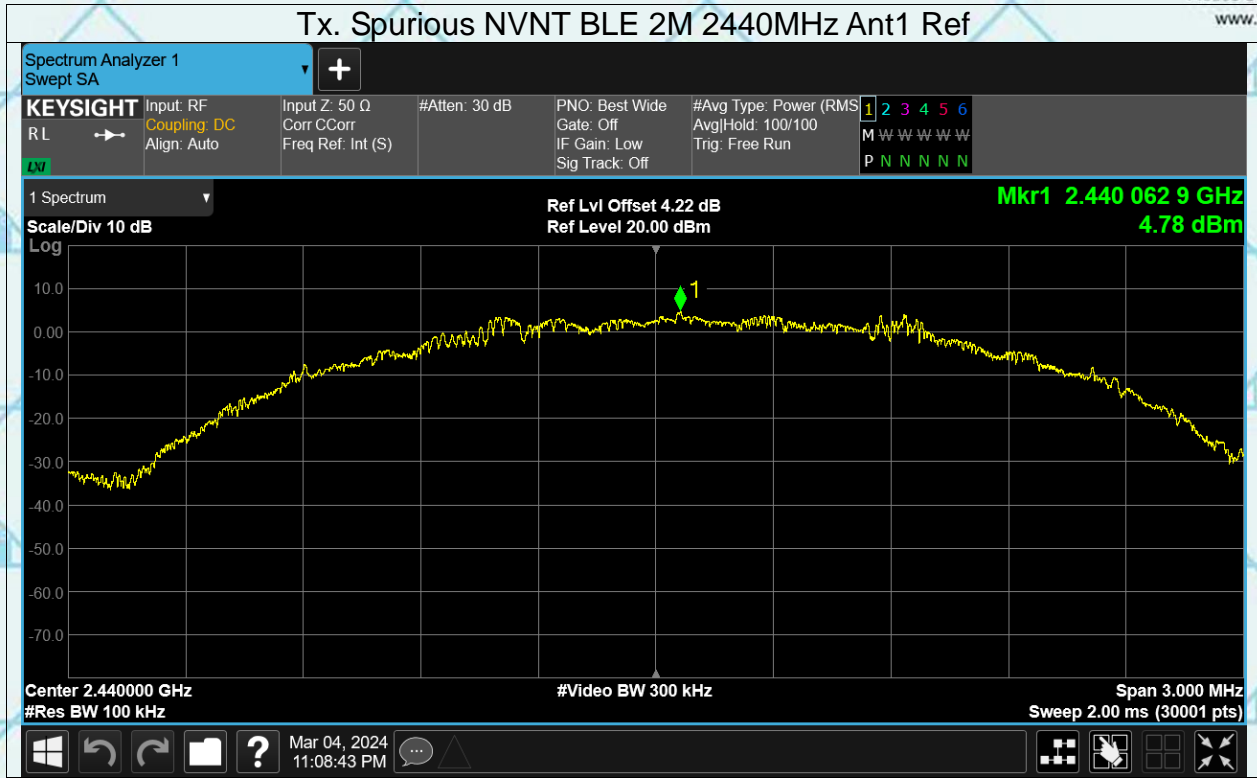 Tx. Spurious NVNT BLE 2M 2440MHz Ant1 Ref
www.
Spectrum Analyzer 1
Swept SA
KEYSIGHT
R L
LXI
Input: RF
Coupling: DC
Align: Auto
Input Z: 50 Ω
Corr CCorr
Freq Ref: Int (S)
#Atten: 30 dB
PNO: Best Wide
Gate: Off
IF Gain: Low
Sig Track: Off
#Avg Type: Power (RMS
Avg|Hold: 100/100
Trig: Free Run
1 2 3 4 5 6
M W W W W W
P N N N N N
1 Spectrum
Scale/Div 10 dB
Ref Lvl Offset 4.22 dB
Ref Level 20.00 dBm
Mkr1 2.440 062 9 GHz
4.78 dBm
Log
10.0
0.00
-10.0
-20.0
-30.0
-40.0
-50.0
-60.0
-70.0
1
Center 2.440000 GHz
#Res BW 100 kHz
#Video BW 300 kHz
Span 3.000 MHz
Sweep 2.00 ms (30001 pts)
?
Mar 04, 2024
11:08:43 PM